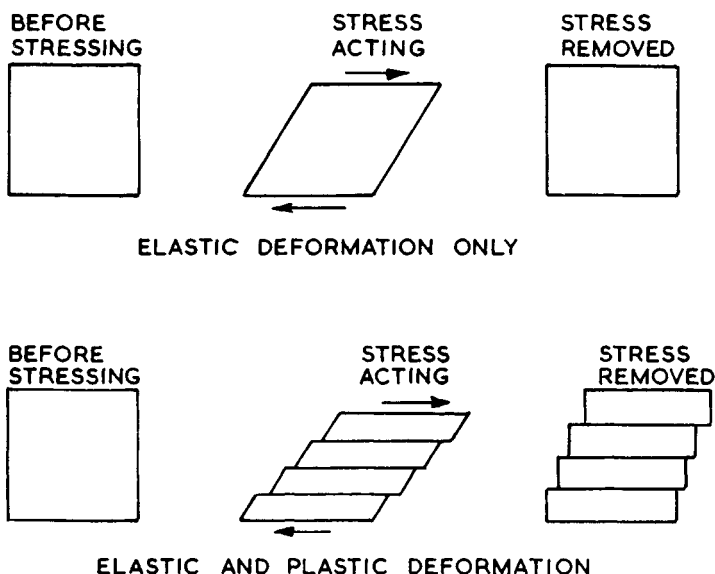 BEFORE
STRESSING
STRESS
ACTING
STRESS
REMOVED
ELASTIC DEFORMATION ONLY
BEFORE
STRESSING
STRESS
ACTING
STRESS
REMOVED
ELASTIC AND PLASTIC DEFORMATION